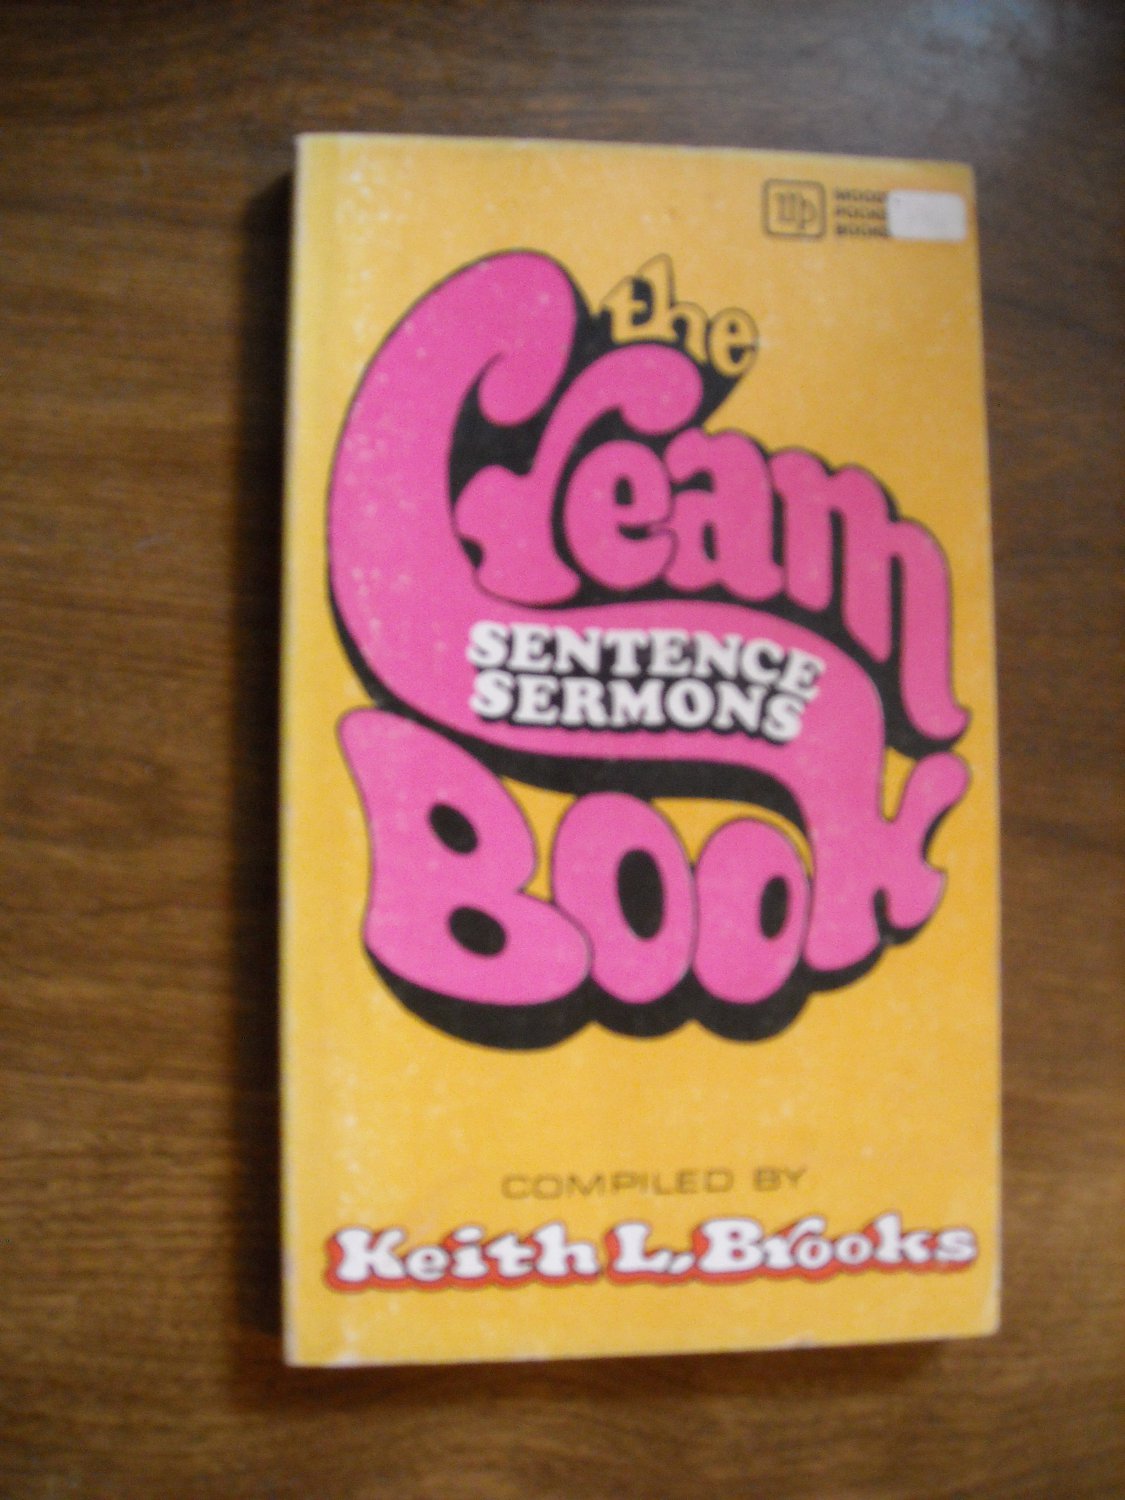 the
Cream
SENTENCE
SERMONS
BOOK
COMPILED BY
Keith L. Brooks